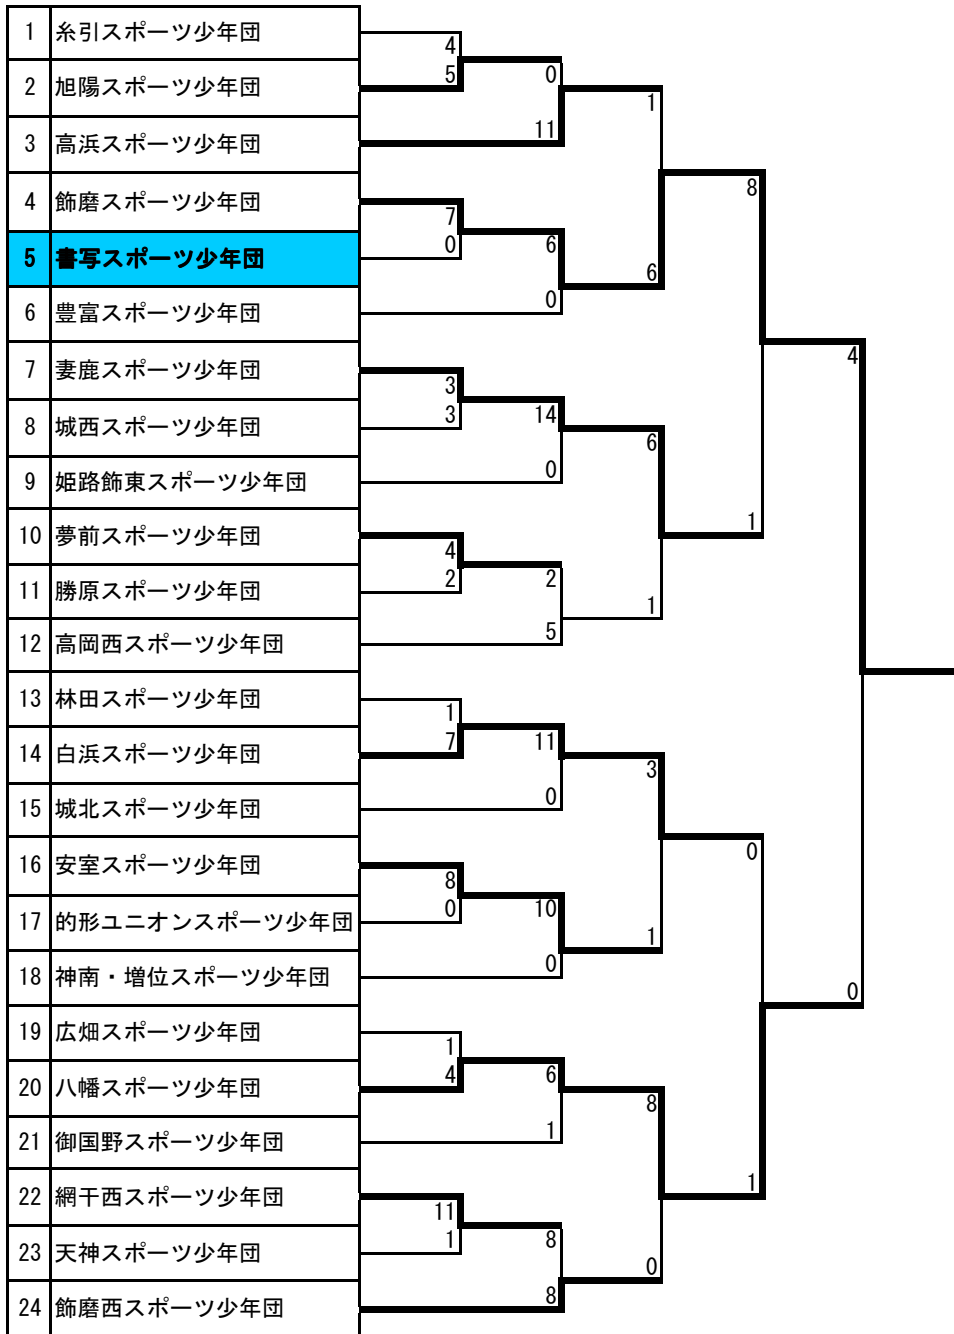 1 糸引スポーツ少年団
2 旭陽スポーツ少年団
3 高浜スポーツ少年団
4 飾磨スポーツ少年団
5 書写スポーツ少年団
6 豊富スポーツ少年団
7 妻鹿スポーツ少年団
8 城西スポーツ少年団
9 姫路飾東スポーツ少年団
10 夢前スポーツ少年団
11 勝原スポーツ少年団
12 高岡西スポーツ少年団
13 林田スポーツ少年団
14 白浜スポーツ少年団
15 城北スポーツ少年団
16 安室スポーツ少年団
17 的形ユニオンスポーツ少年団
18 神南・増位スポーツ少年団
19 広畑スポーツ少年団
20 八幡スポーツ少年団
21 御国野スポーツ少年団
22 網干西スポーツ少年団
23 天神スポーツ少年団
24 飾磨西スポーツ少年団
4
5
7
0
3
3
4
2
1
7
8
0
1
4
11
1
0
11
6
0
14
0
2
5
11
0
10
0
6
1
8
8
1
6
6
1
3
1
8
0
8
1
0
1
4
0